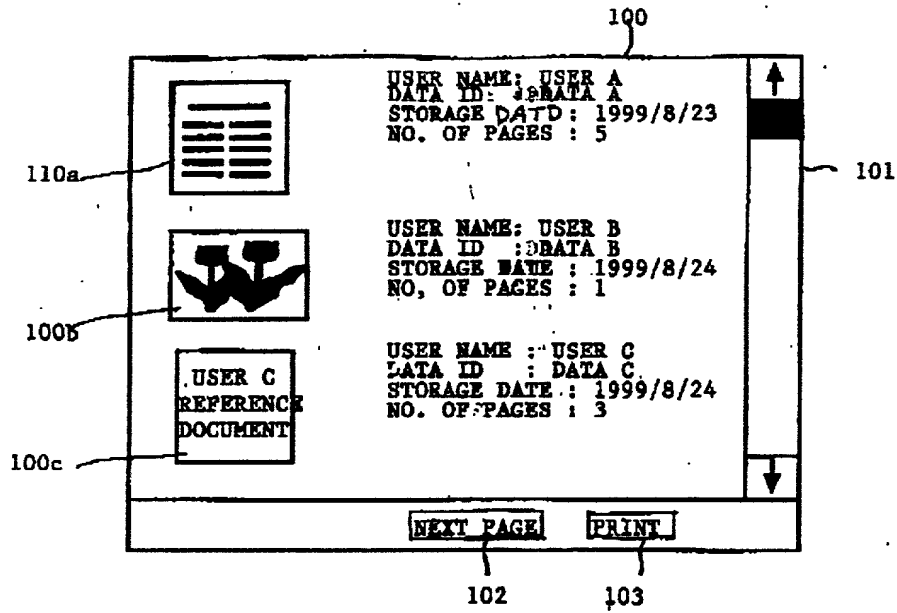 100
USER NAME: USER A
DATA ID: DATA A
STORAGE DATD: 1999/8/23
NO. OF PAGES : 5
110a
101
USER NAME: USER B
DATA ID : DATA B
STORAGE DATE : 1999/8/24
NO, OF PAGES : 1
100b
USER C
REFERENCE
DOCUMENT
USER NAME : USER C
DATA ID : DATA C
STORAGE DATE : 1999/8/24
NO. OF PAGES : 3
100c
NEXT PAGE
PRINT
102
103